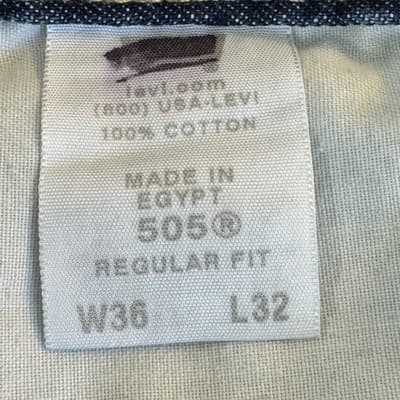 ®
levi.com
(800) USA-LEVI
100% COTTON
MADE IN
EGYPT
505®
REGULAR FIT
W36 L32